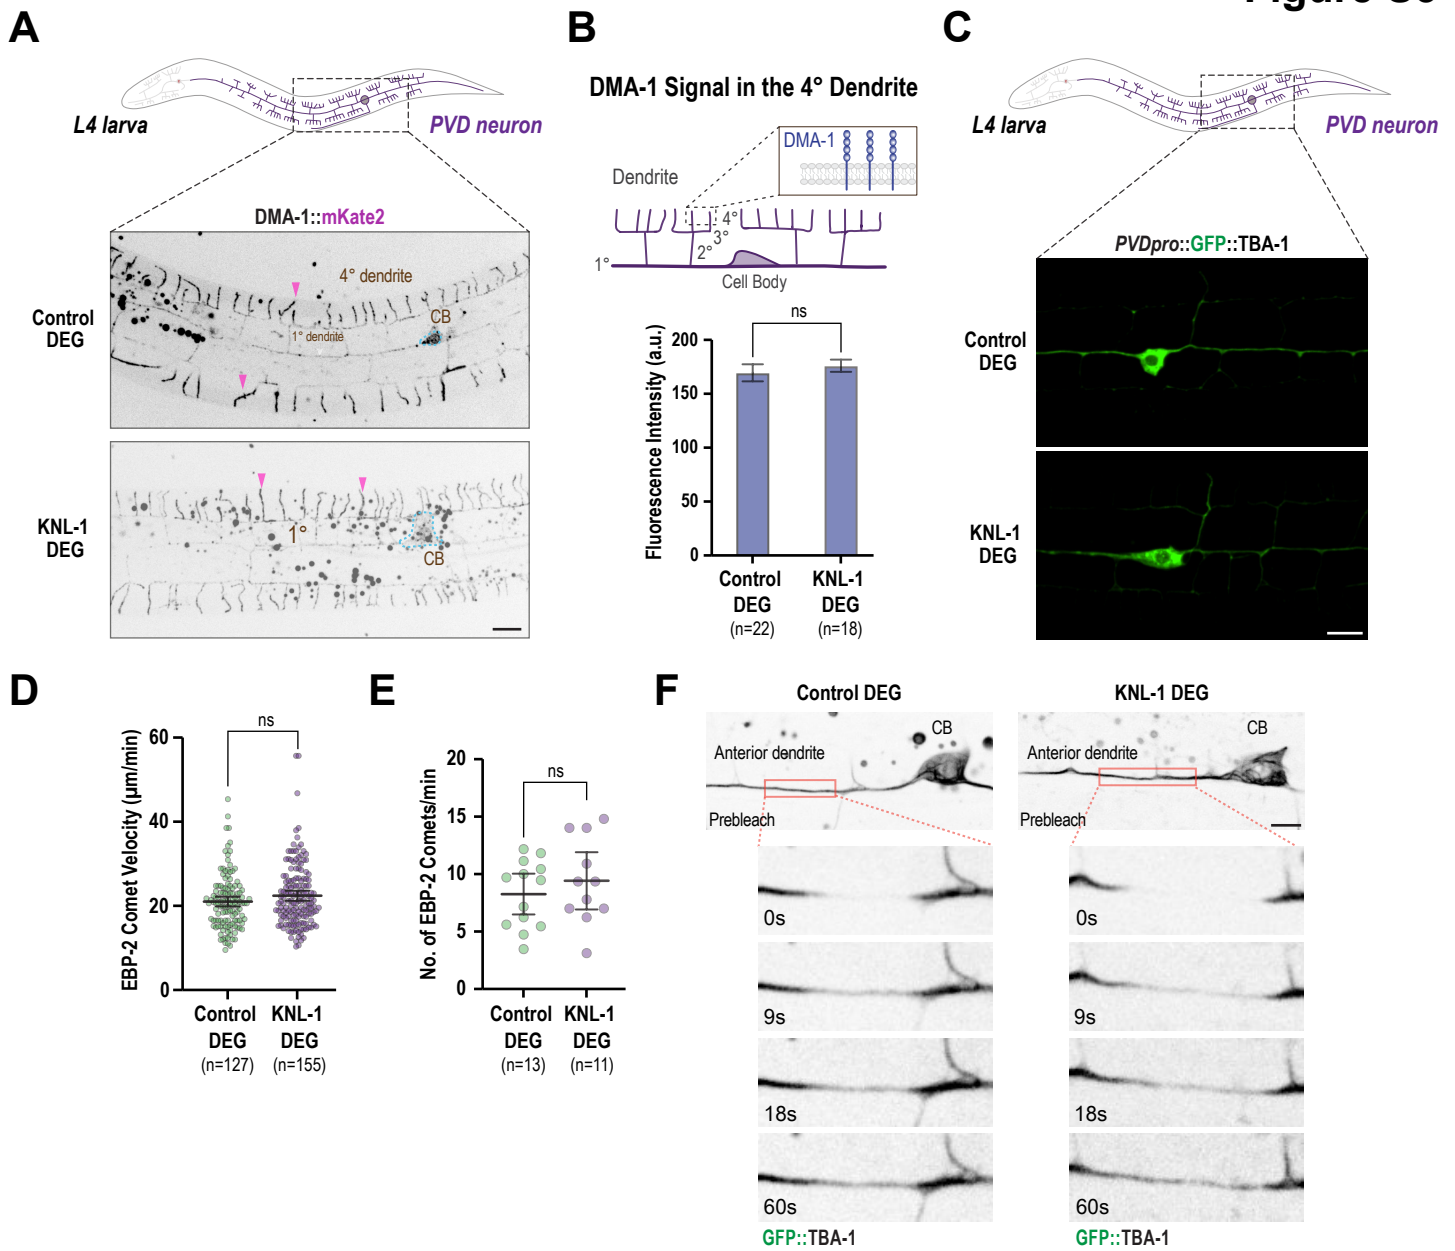 A
L4 larva
PVD neuron
DMA-1::mKate2
Control
DEG
4° dendrite
CB
1° dendrite
KNL-1
DEG
1°
CB
B
DMA-1 Signal in the 4° Dendrite
DMA-1
Dendrite
4°
3°
2°
1°
Cell Body
ns
Fluorescence Intensity (a.u.)
200
150
100
50
0
Control
DEG
(n=22)
KNL-1
DEG
(n=18)
C
L4 larva
PVD neuron
PVDpro::GFP::TBA-1
Control
DEG
KNL-1
DEG
D
ns
EBP-2 Comet Velocity (µm/min)
60
40
20
0
Control
DEG
(n=127)
KNL-1
DEG
(n=155)
E
ns
No. of EBP-2 Comets/min
20
15
10
5
0
Control
DEG
(n=13)
KNL-1
DEG
(n=11)
F
Control DEG
CB
Anterior dendrite
Prebleach
0s
9s
18s
60s
GFP::TBA-1
KNL-1 DEG
CB
Anterior dendrite
Prebleach
0s
9s
18s
60s
GFP::TBA-1